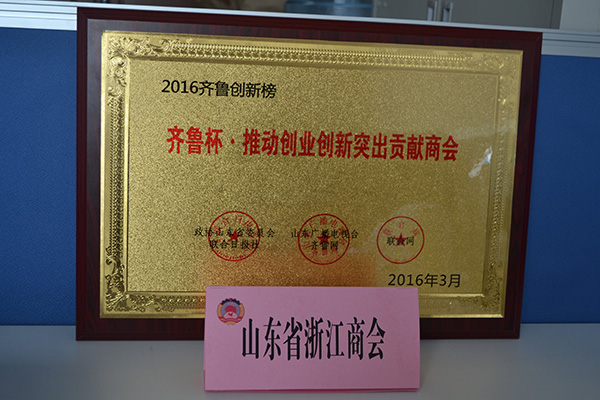 2016齐鲁创新榜
齐鲁杯·推动创业创新突出贡献商会
政协山东省委员会 山东广播电视台 联合网
联合日报社 齐鲁网
2016年3月
山东省浙江商会